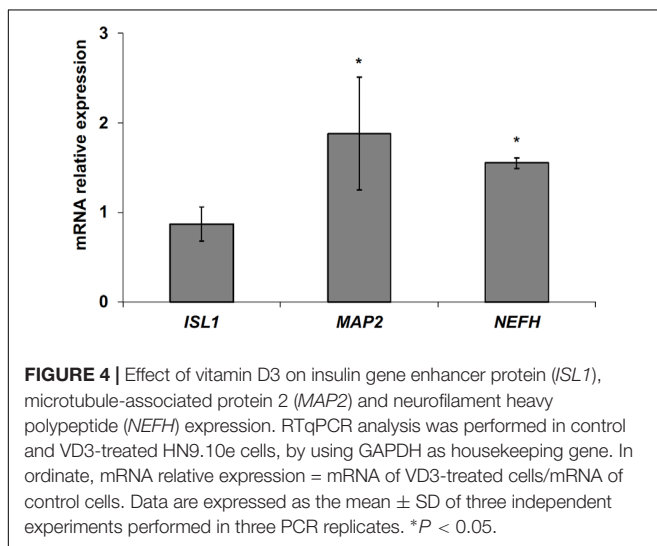 3
*
2
*
1
0
mRNA relative expression
ISL1 MAP2 NEFH
FIGURE 4 | Effect of vitamin D3 on insulin gene enhancer protein (ISL1),
microtubule-associated protein 2 (MAP2) and neurofilament heavy
polypeptide (NEFH) expression. RTqPCR analysis was performed in control
and VD3-treated HN9.10e cells, by using GAPDH as housekeeping gene. In
ordinate, mRNA relative expression = mRNA of VD3-treated cells/mRNA of
control cells. Data are expressed as the mean ± SD of three independent
experiments performed in three PCR replicates. *P < 0.05.